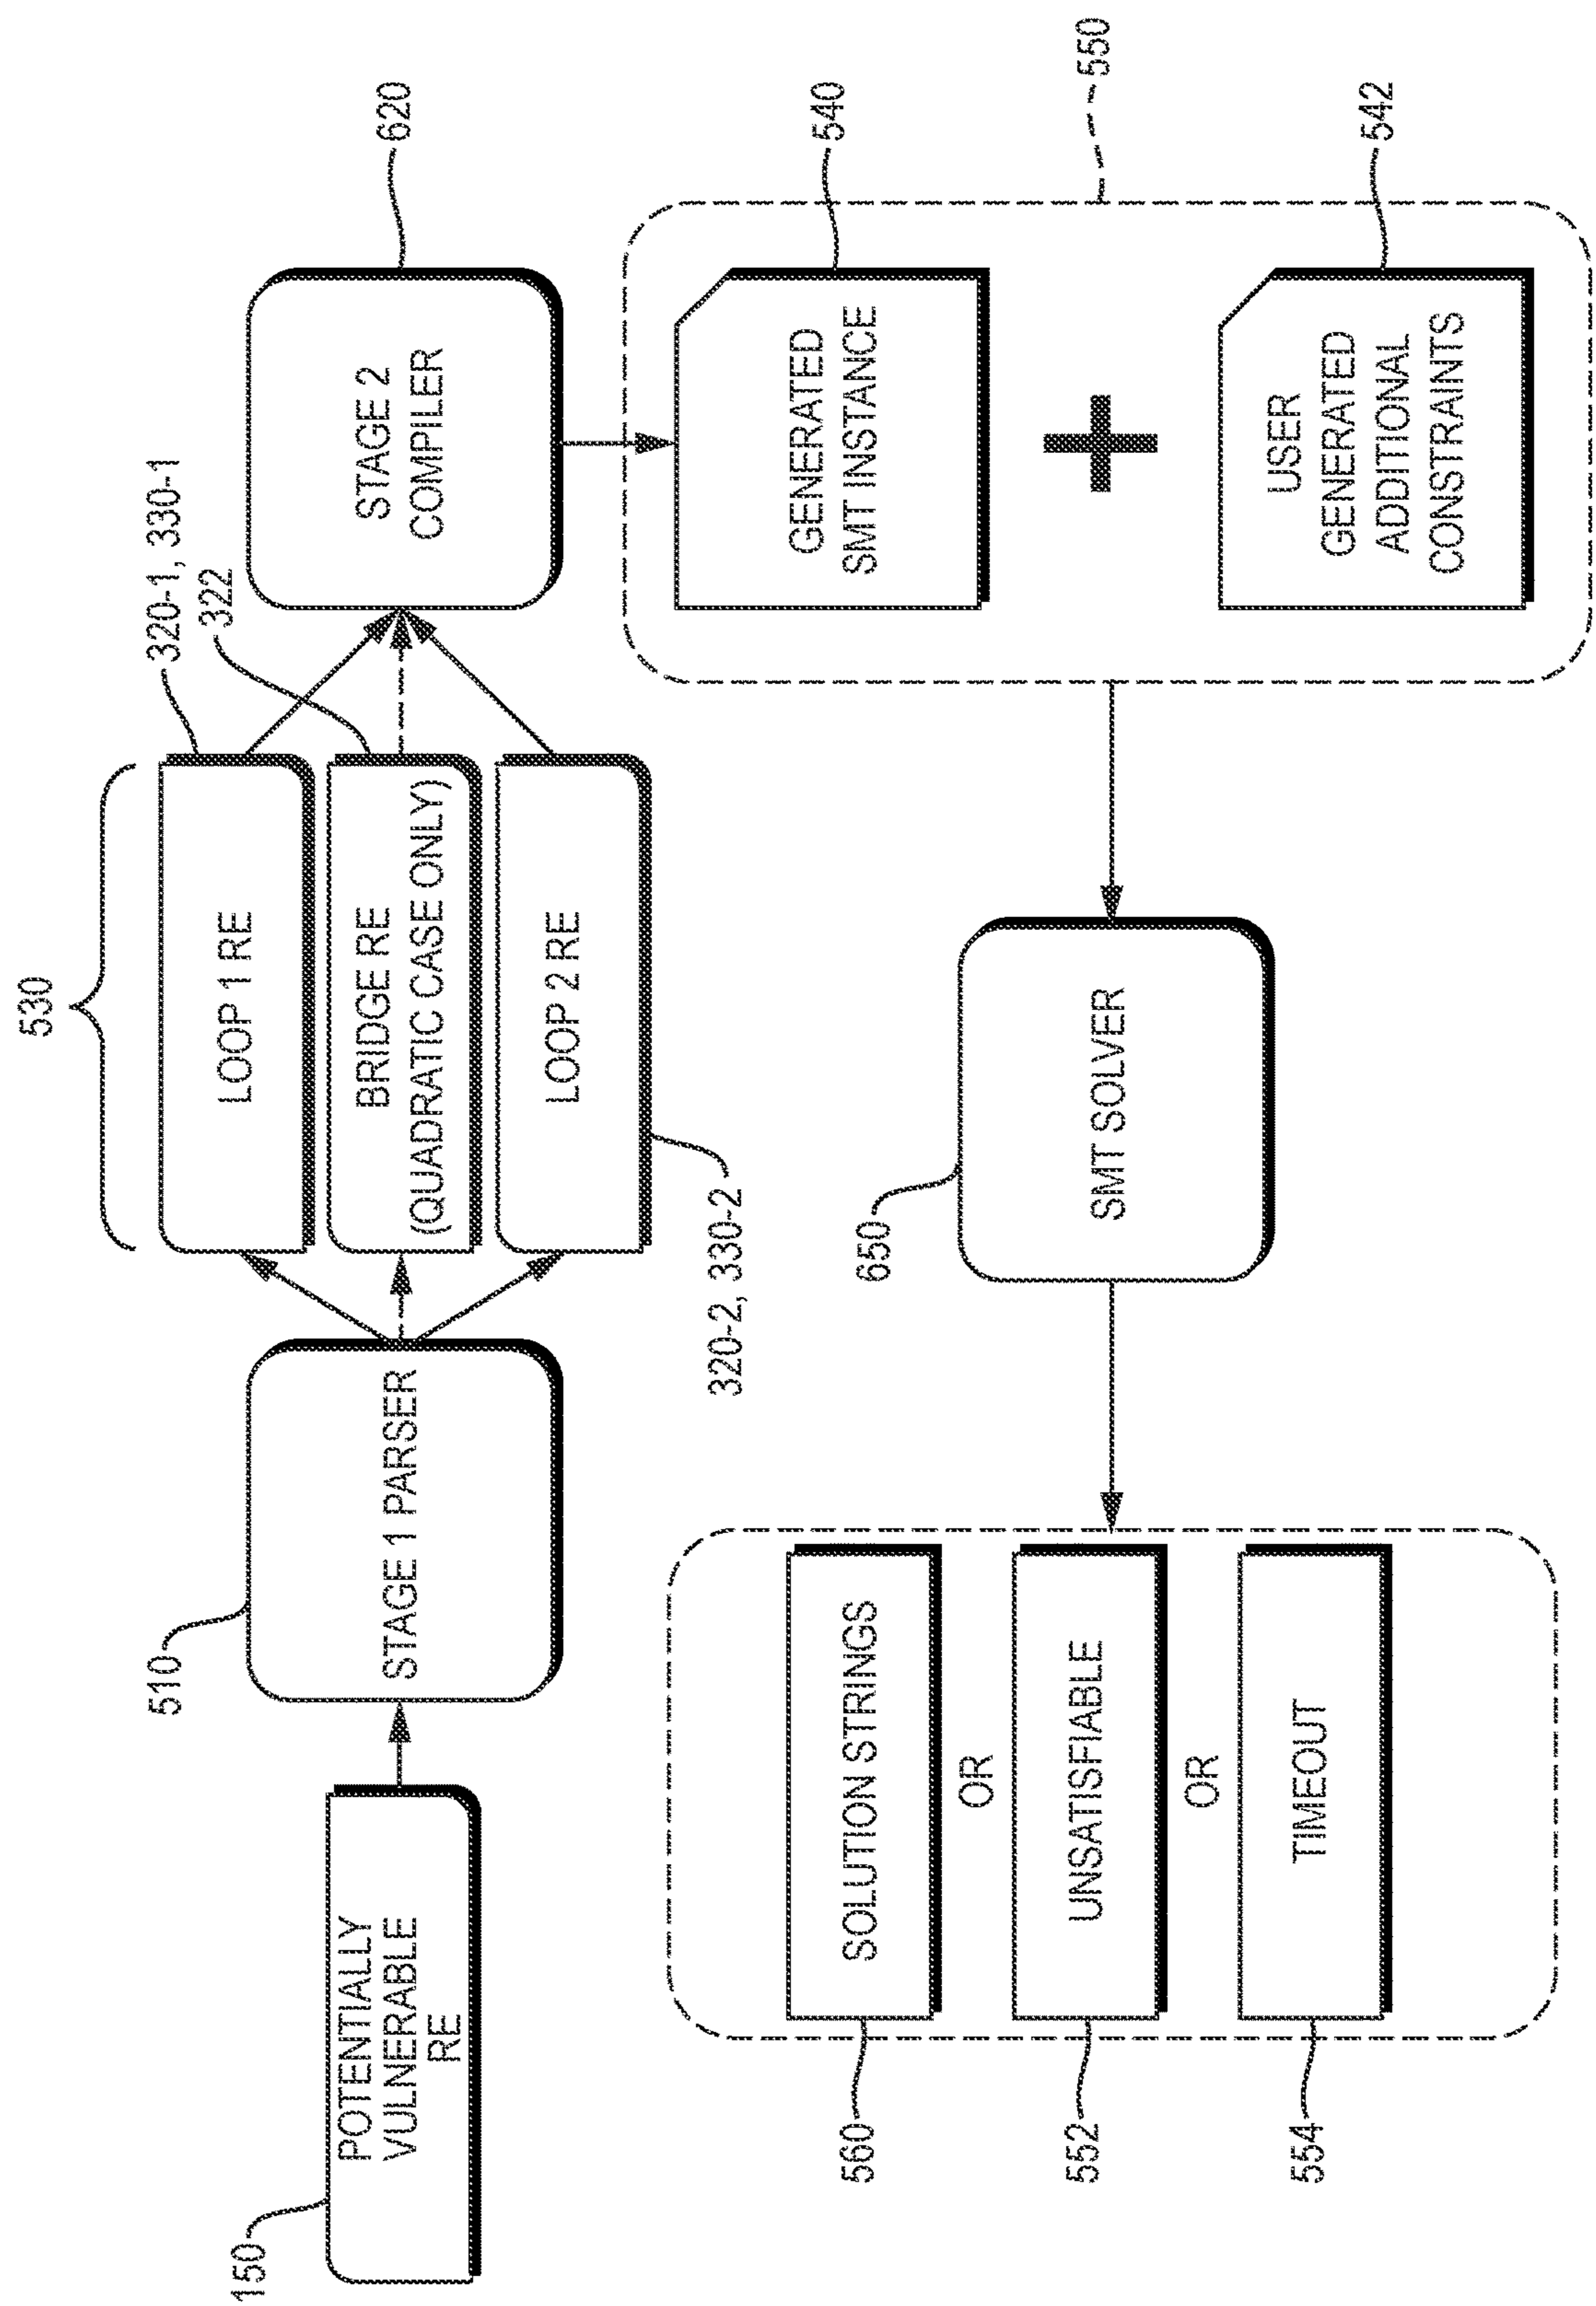 530
320-1, 330-1
322
620
150
POTENTIALLY
VULNERABLE
RE
510
STAGE 1 PARSER
LOOP 1 RE
BRIDGE RE
(QUADRATIC CASE ONLY)
LOOP 2 RE
320-2, 330-2
STAGE 2
COMPILER
550
GENERATED
SMT INSTANCE
540
+
USER
GENERATED
ADDITIONAL
CONSTRAINTS
542
650
SMT SOLVER
560
SOLUTION STRINGS
OR
552
UNSATISFIABLE
OR
554
TIMEOUT